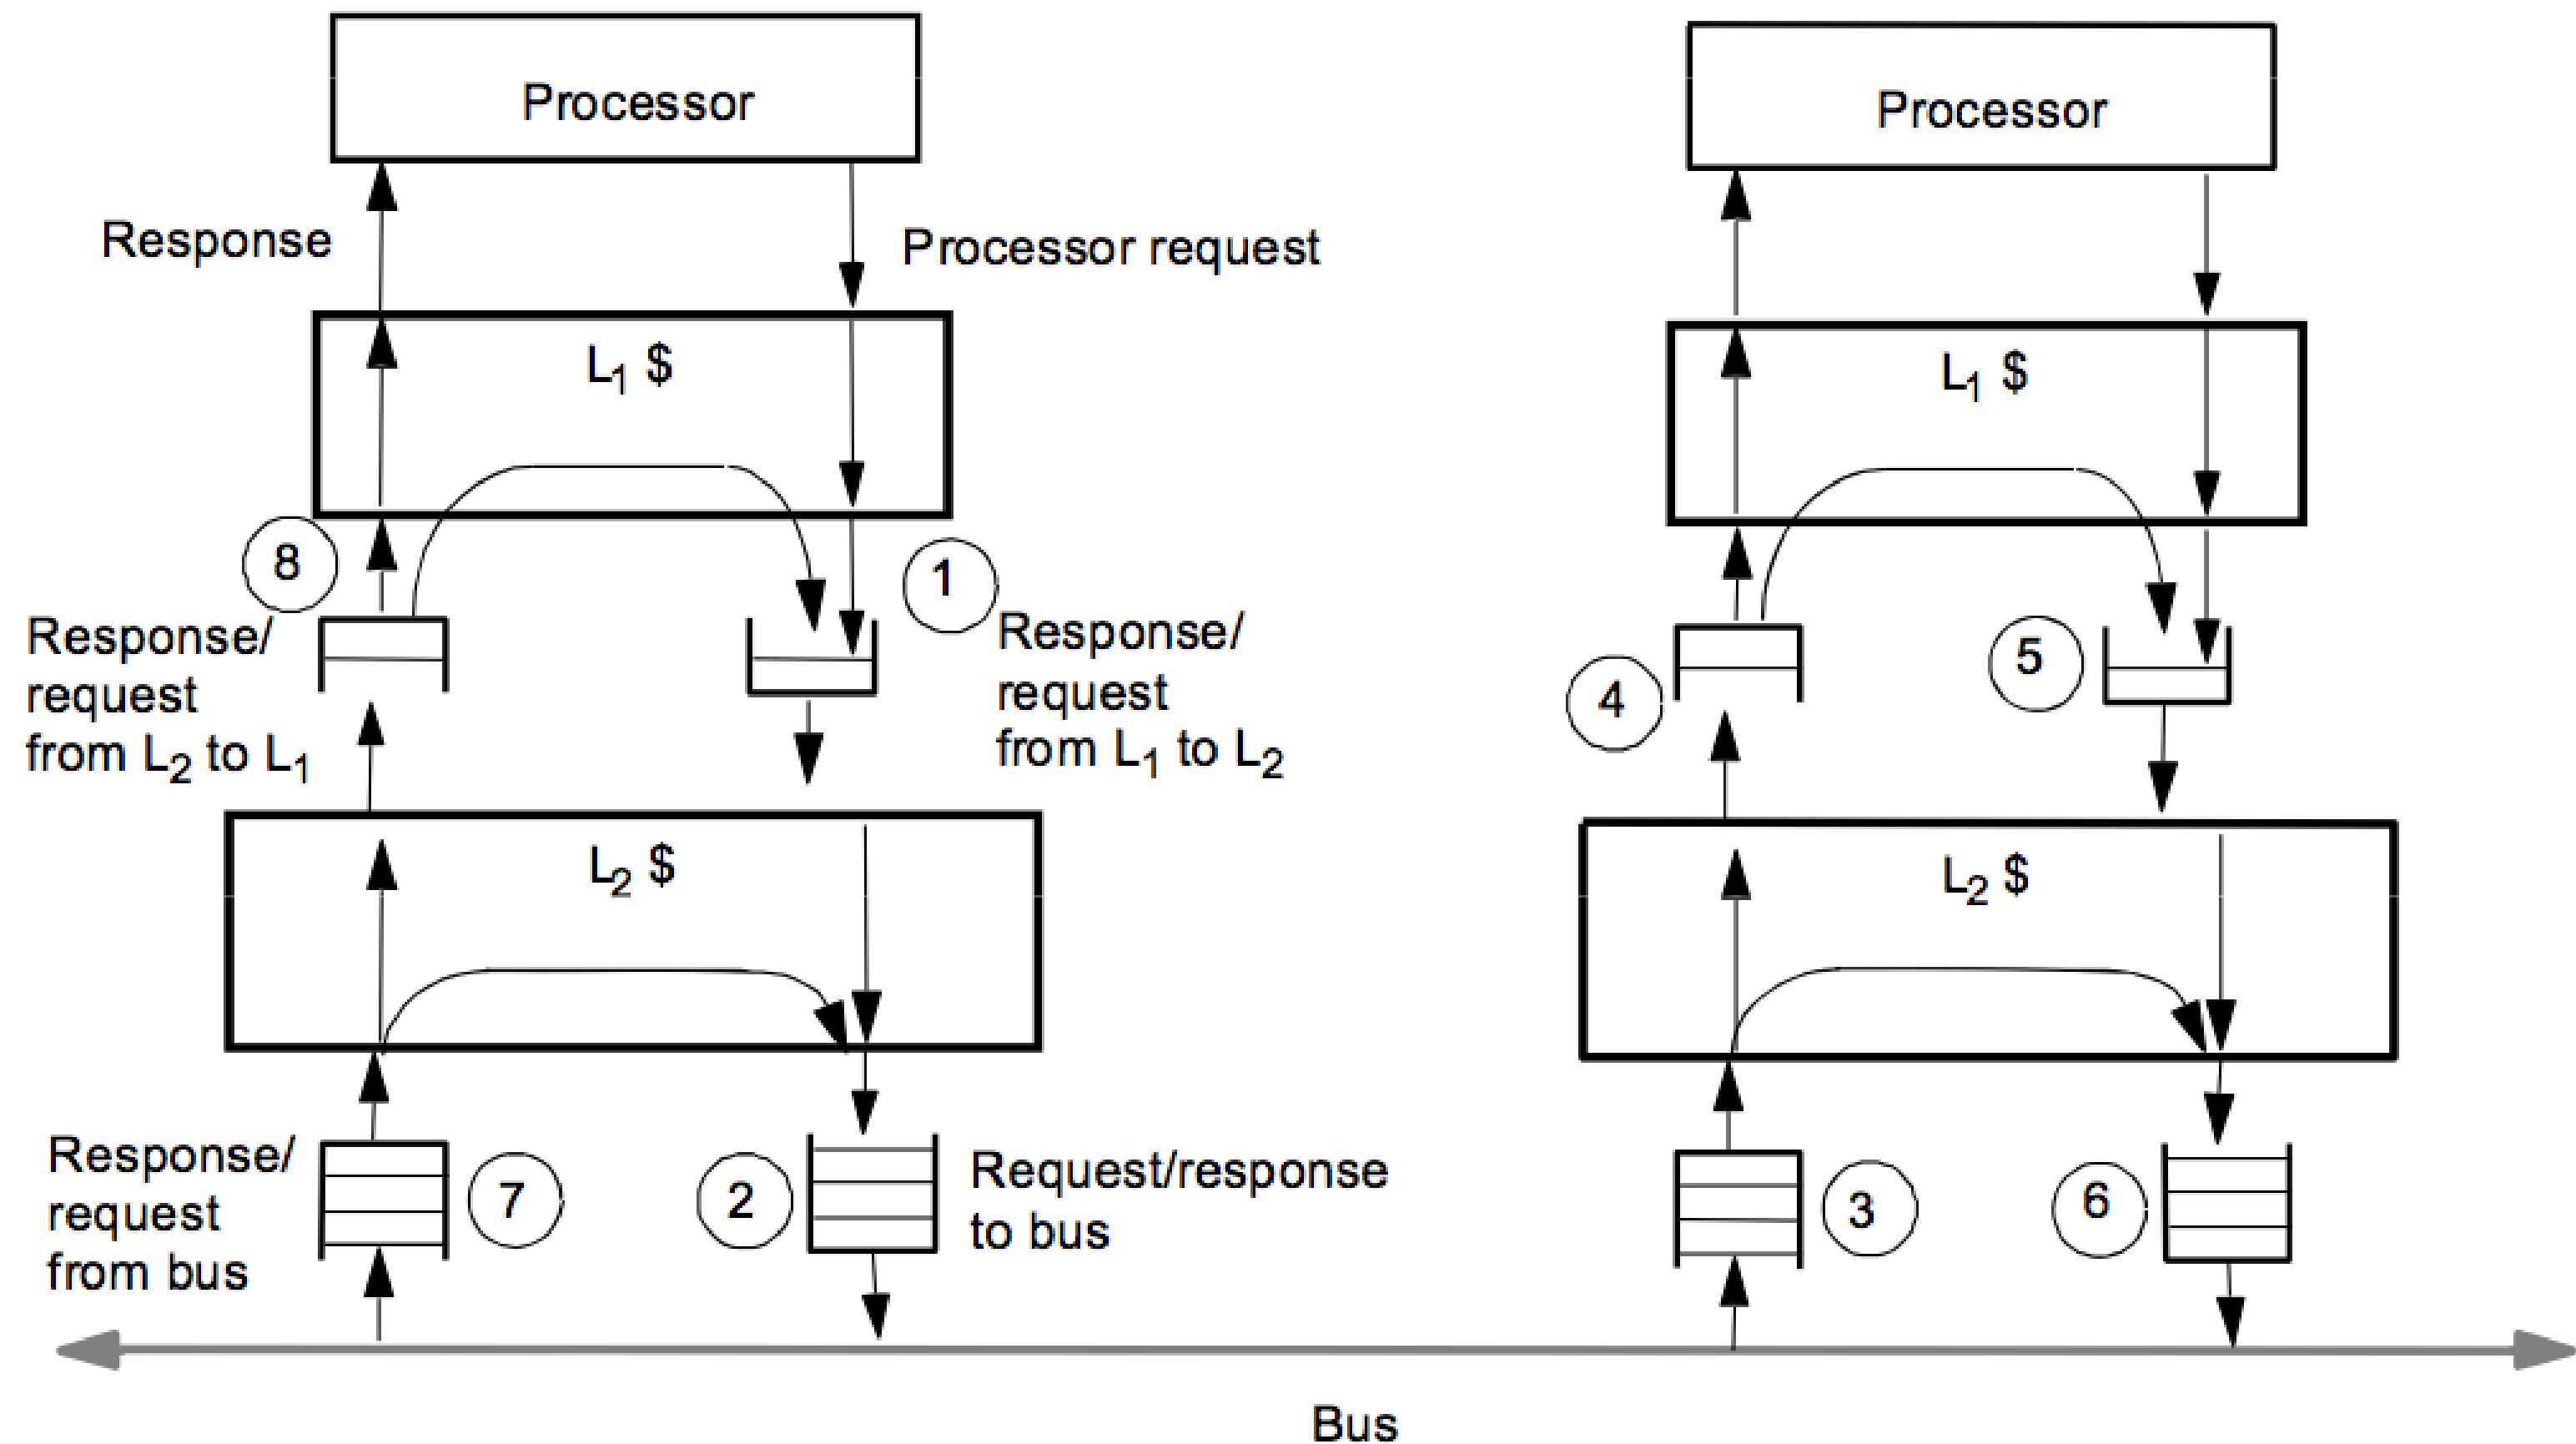 Processor
Processor
Response
Processor request
L1 $
L1 $
8
1
Response/
request
from L2 to L1
Response/
request
from L1 to L2
4
5
L2 $
L2 $
Response/
request
from bus
7
2
Request/response
to bus
3
6
Bus